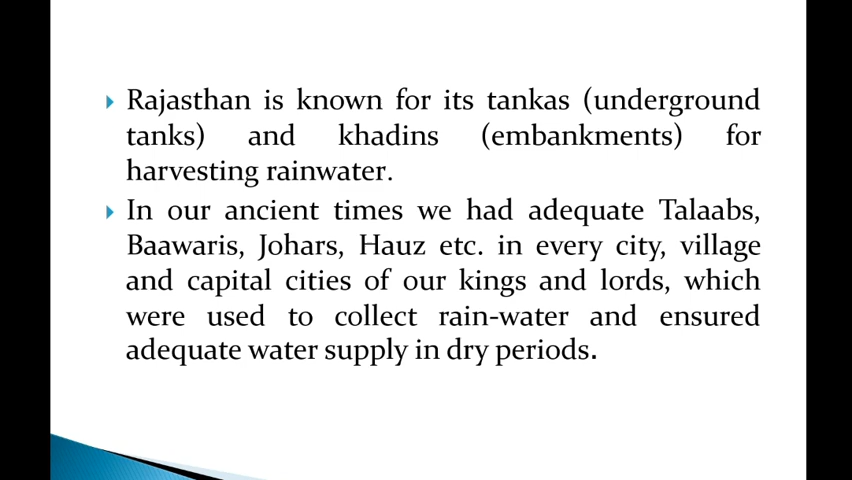 Rajasthan is known for its tankas (underground
tanks) and khadins (embankments) for
harvesting rainwater.
In our ancient times we had adequate Talaabs,
Baawaris, Johars, Hauz etc. in every city, village
and capital cities of our kings and lords, which
were used to collect rain-water and ensured
adequate water supply in dry periods.